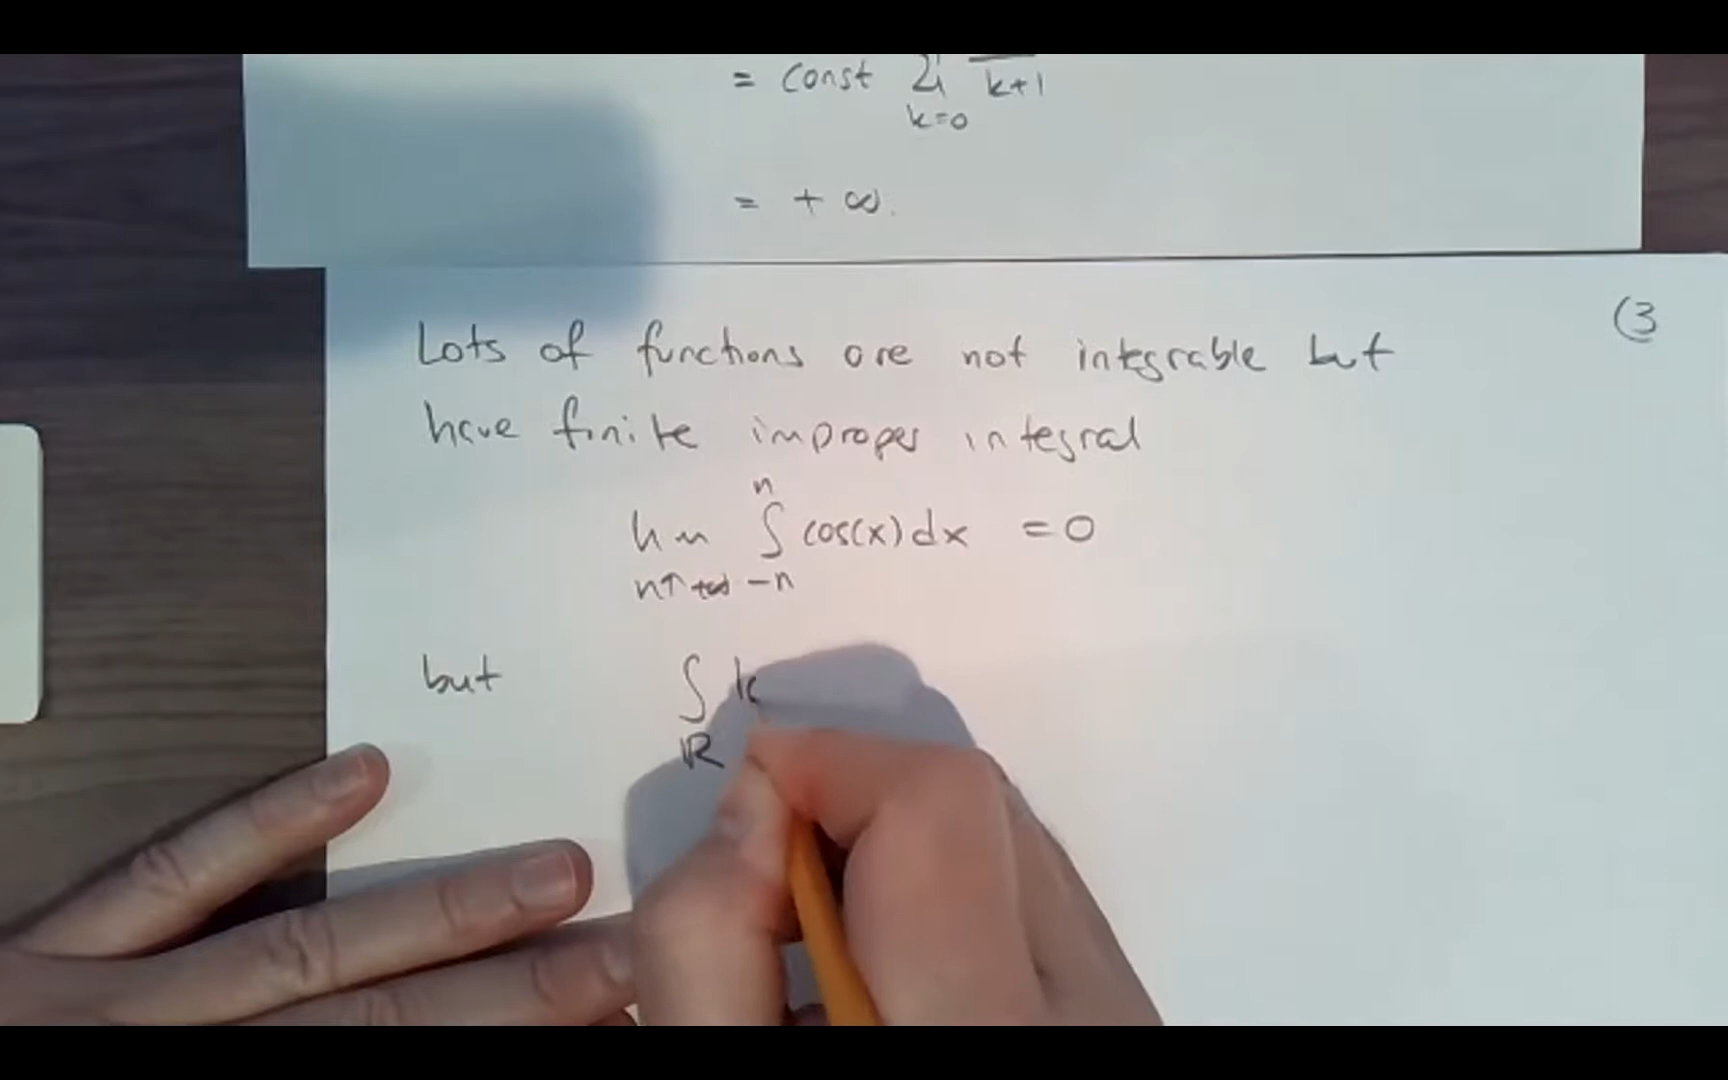 = const ∑ k+1
k=0
= + ∞.
(3
Lots of functions are not integrable but
have finite improper integral
n
lim ∫ cos(x) dx = 0
n↑+∞ -n
but ∫ |c
ℝ